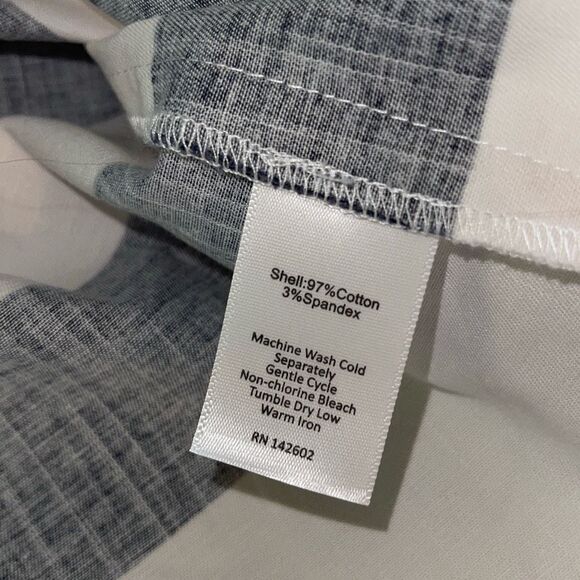 Shell:97%Cotton
3%Spandex
Machine Wash Cold
Separately
Gentle Cycle
Non-chlorine Bleach
Tumble Dry Low
Warm Iron
RN 142602